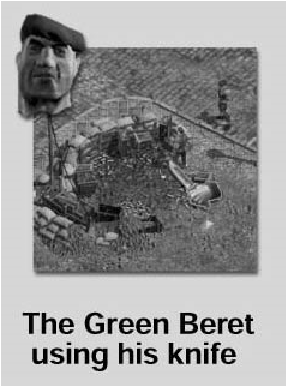 The Green Beret
using his knife